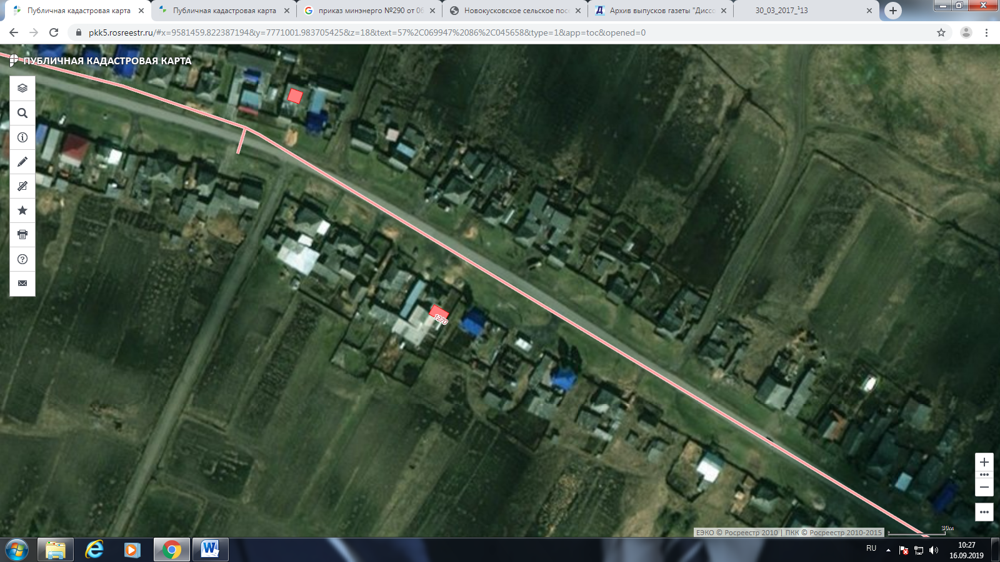 Публичная кадастровая карта
Публичная кадастровая карта
приказ минэнерго №290 от 06
Новокусковское сельское посе
Архив выпусков газеты "Диссо
30_03_2017_¹13
pkk5.rosreestr.ru/#x=9581459.822387194&y=7771001.983705425&z=18&text=57%2C069947%2086%2C045658&type=1&app=toc&opened=0
ПУБЛИЧНАЯ КАДАСТРОВАЯ КАРТА
1270
30м
ЕЭКО © Росреестр 2010 | ПКК © Росреестр 2010-2015
RU
10:27
16.09.2019